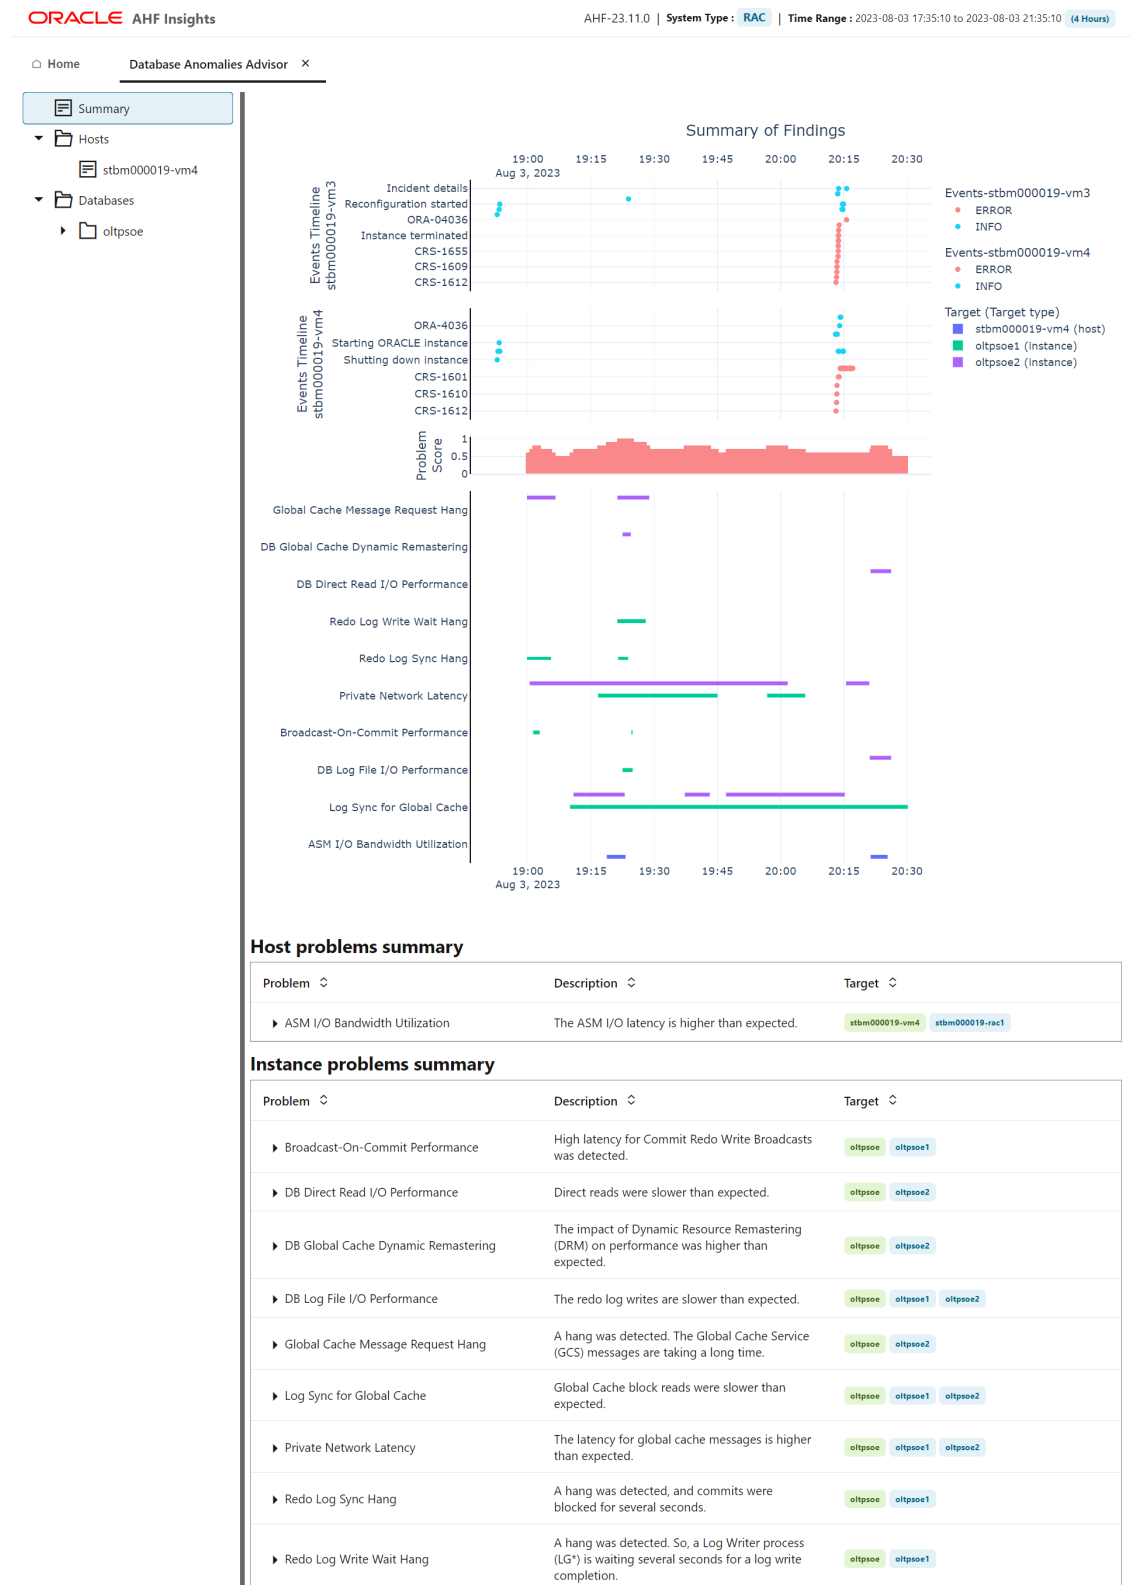 ORACLE AHF Insights
AHF-23.11.0 | System Type : RAC | Time Range : 2023-08-03 17:35:10 to 2023-08-03 21:35:10 (4 Hours)
Home
Database Anomalies Advisor ×
Summary
Hosts
stbm000019-vm4
Databases
oltpsoe
Summary of Findings
19:00 19:15 19:30 19:45 20:00 20:15 20:30
Aug 3, 2023
Events Timeline
stbm000019-vm3
Incident details
Reconfiguration started
ORA-04036
Instance terminated
CRS-1655
CRS-1609
CRS-1612
Events Timeline
stbm000019-vm4
ORA-4036
Starting ORACLE instance
Shutting down instance
CRS-1601
CRS-1610
CRS-1612
Problem
Score
1
0.5
0
Events-stbm000019-vm3
ERROR
INFO
Events-stbm000019-vm4
ERROR
INFO
Target (Target type)
stbm000019-vm4 (host)
oltpsoe1 (instance)
oltpsoe2 (instance)
Global Cache Message Request Hang
DB Global Cache Dynamic Remastering
DB Direct Read I/O Performance
Redo Log Write Wait Hang
Redo Log Sync Hang
Private Network Latency
Broadcast-On-Commit Performance
DB Log File I/O Performance
Log Sync for Global Cache
ASM I/O Bandwidth Utilization
19:00 19:15 19:30 19:45 20:00 20:15 20:30
Aug 3, 2023
Host problems summary
Problem Description Target
ASM I/O Bandwidth Utilization The ASM I/O latency is higher than expected. stbm000019-vm4 stbm000019-rac1
Instance problems summary
Problem Description Target
Broadcast-On-Commit Performance High latency for Commit Redo Write Broadcasts
was detected. oltpsoe oltpsoe1
DB Direct Read I/O Performance Direct reads were slower than expected. oltpsoe oltpsoe2
DB Global Cache Dynamic Remastering The impact of Dynamic Resource Remastering
(DRM) on performance was higher than
expected. oltpsoe oltpsoe2
DB Log File I/O Performance The redo log writes are slower than expected. oltpsoe oltpsoe1 oltpsoe2
Global Cache Message Request Hang A hang was detected. The Global Cache Service
(GCS) messages are taking a long time. oltpsoe oltpsoe2
Log Sync for Global Cache Global Cache block reads were slower than
expected. oltpsoe oltpsoe1 oltpsoe2
Private Network Latency The latency for global cache messages is higher
than expected. oltpsoe oltpsoe1 oltpsoe2
Redo Log Sync Hang A hang was detected, and commits were
blocked for several seconds. oltpsoe oltpsoe1
Redo Log Write Wait Hang A hang was detected. So, a Log Writer process
(LG*) is waiting several seconds for a log write
completion. oltpsoe oltpsoe1